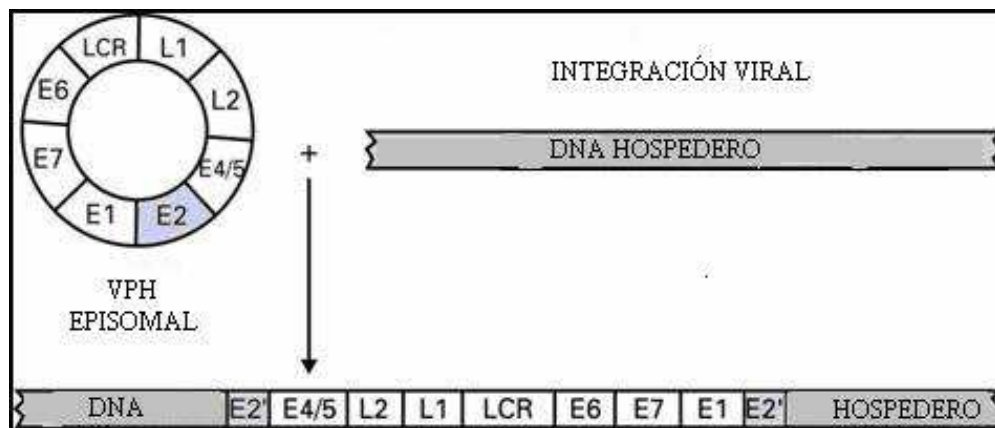 LCR
L1
E6
L2
E7
E4/5
E1
E2
VPH
EPISOMAL
+
INTEGRACIÓN VIRAL
DNA HOSPEDERO
DNA E2' E4/5 L2 L1 LCR E6 E7 E1 E2' HOSPEDERO